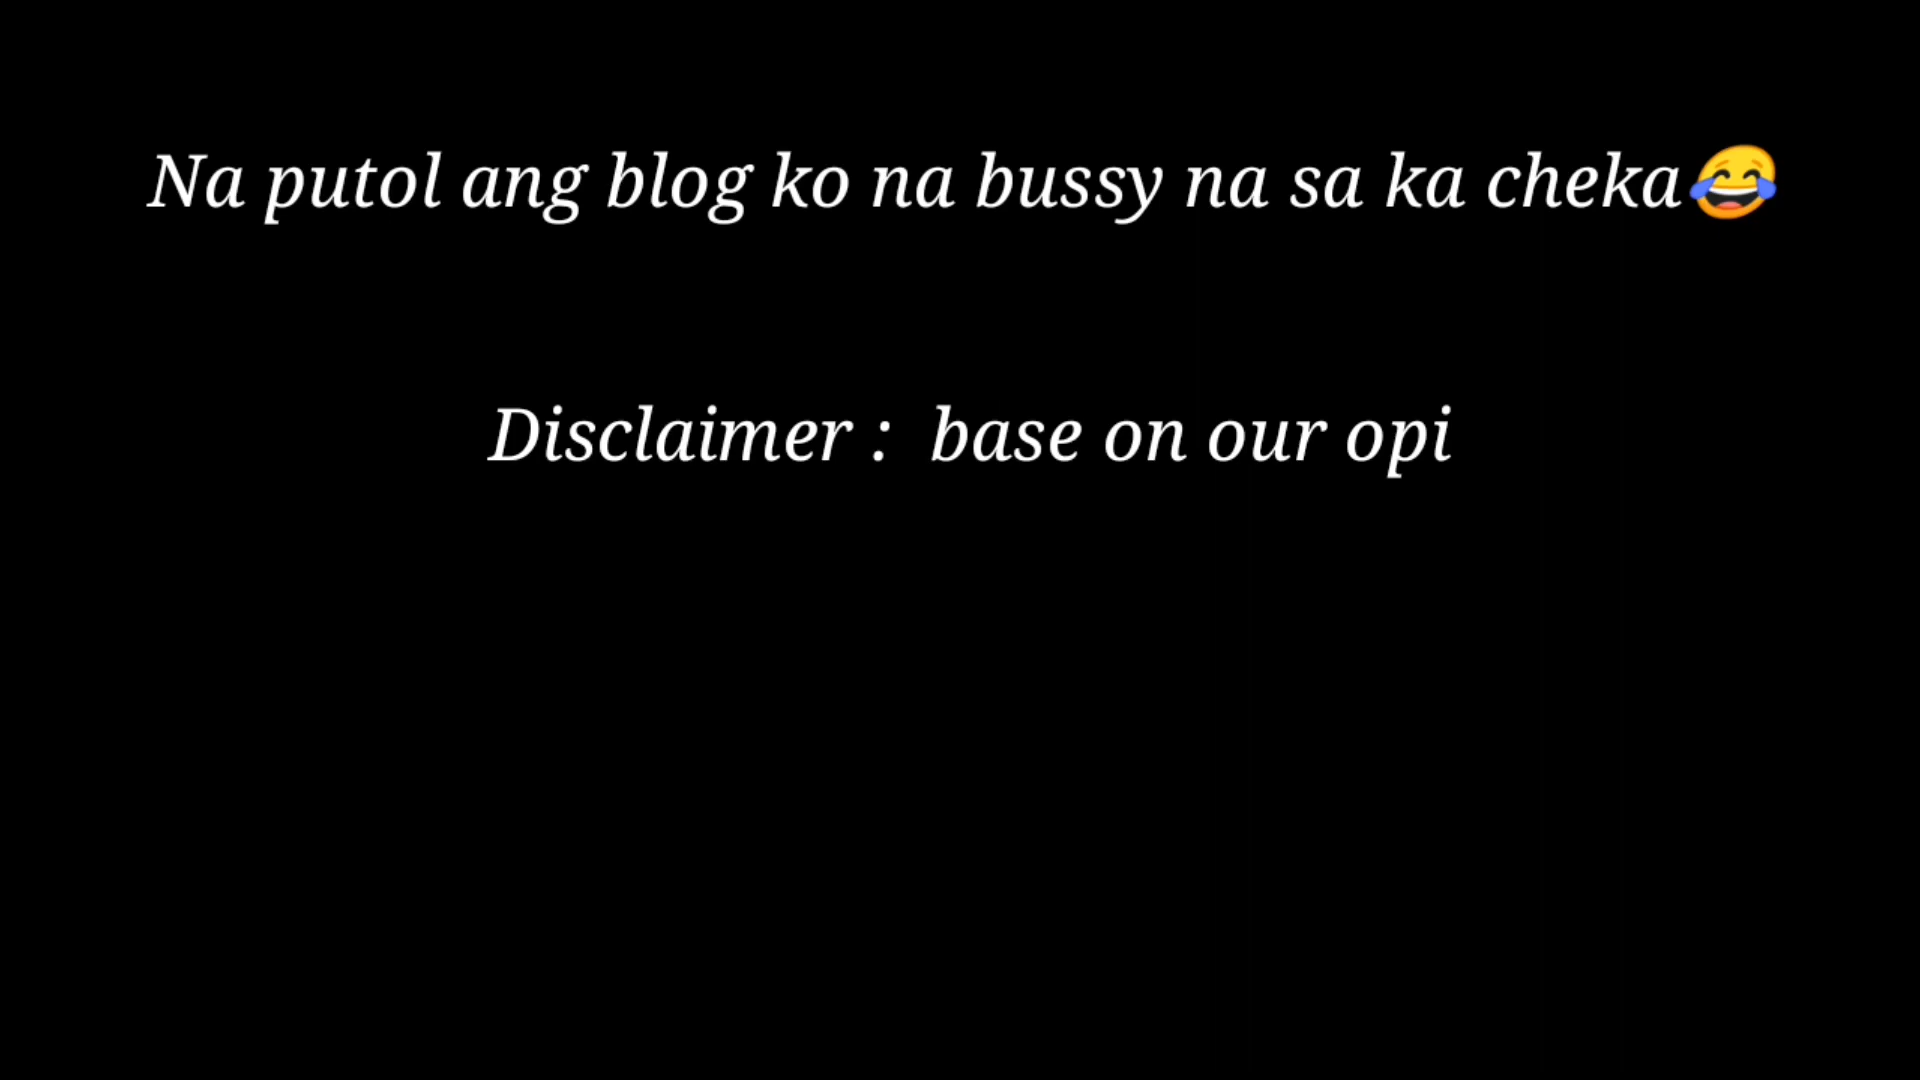 Na putol ang blog ko na bussy na sa ka cheka😂
Disclaimer :  base on our opi